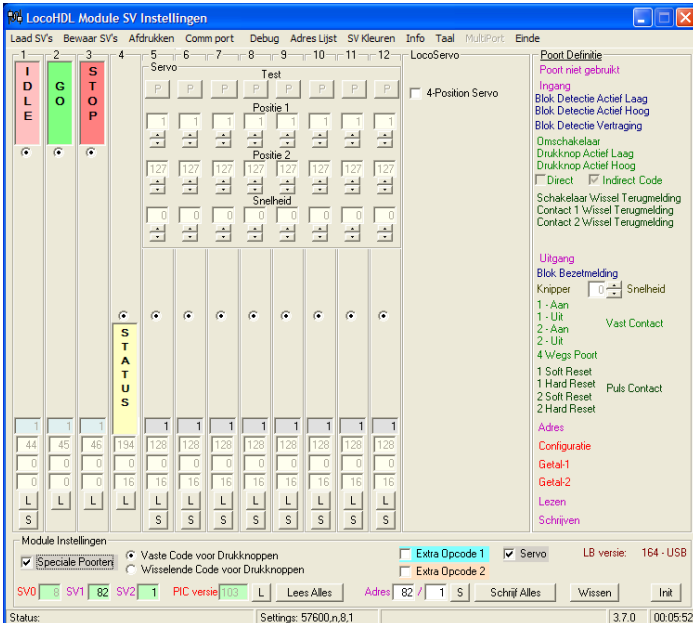 LocoHDL Module SV Instellingen
Laad SV's Bewaar SV's Afdrukken Comm port Debug Adres Lijst SV Kleuren Info Taal MultiPort Einde
1 2 3 4 5 6 7 8 9 10 11 12 LocoServo Poort Definitie
IDLE
GO
STOP
Servo
Test
P P P P P P P P
Positie 1
1 1 1 1 1 1 1 1
Positie 2
127 127 127 127 127 127 127 127
Snelheid
0 0 0 0 0 0 0 0
STATUS
4-Position Servo
Poort niet gebruikt
Ingang
Blok Detectie Actief Laag
Blok Detectie Actief Hoog
Blok Detectie Vertraging
Omschakelaar
Drukknop Actief Laag
Drukknop Actief Hoog
Direct Indirect Code
Schakelaar Wissel Terugmelding
Contact 1 Wissel Terugmelding
Contact 2 Wissel Terugmelding
Uitgang
Blok Bezetmelding
Knipper 0 Snelheid
1 - Aan
1 - Uit
Vast Contact
2 - Aan
2 - Uit
4 Wegs Poort
1 Soft Reset
1 Hard Reset
Puls Contact
2 Soft Reset
2 Hard Reset
1 1 1 1 1 1 1 1 1 1 1 Adres
44 45 46 194 128 128 128 128 128 128 128 128 Configuratie
0 0 0 0 0 0 0 0 0 0 0 0 Getal-1
0 0 0 16 16 16 16 16 16 16 16 16 Getal-2
L L L L L L L L L L L L Lezen
S S S S S S S S S Schrijven
Module Instellingen
Speciale Poorten
Vaste Code voor Drukknoppen
Wisselende Code voor Drukknoppen
Extra Opcode 1 Servo LB versie: 164 - USB
Extra Opcode 2
SV0 8 SV1 82 SV2 1 PIC versie 103 L Lees Alles Adres 82 / 1 S Schrijf Alles Wissen Init
Status: Settings: 57600,n,8,1 3.7.0 00:05:52